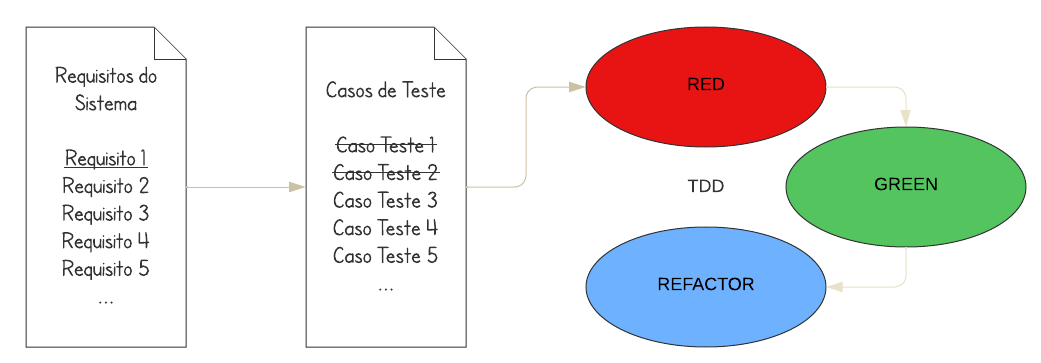 Requisitos do
Sistema
Requisito 1
Requisito 2
Requisito 3
Requisito 4
Requisito 5
...
Casos de Teste
Caso Teste 1
Caso Teste 2
Caso Teste 3
Caso Teste 4
Caso Teste 5
...
RED
TDD
GREEN
REFACTOR